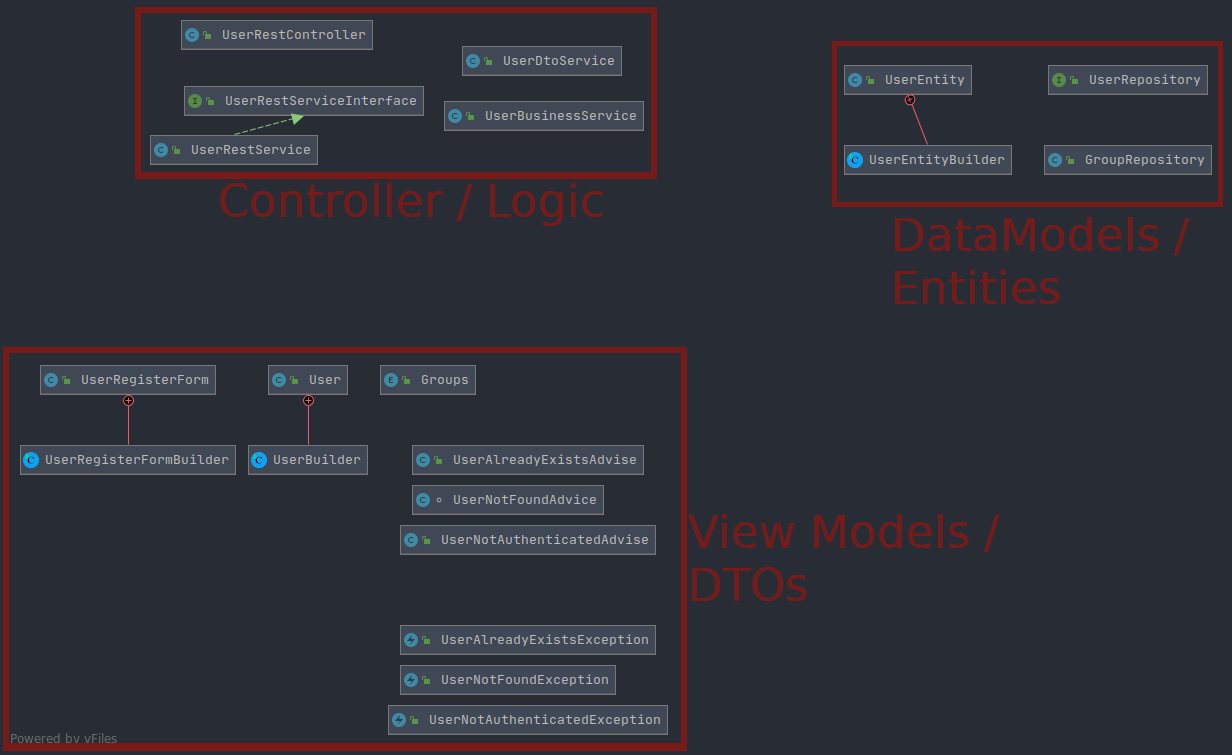 UserRestController
UserDtoService
UserRestServiceInterface
UserBusinessService
UserRestService
Controller / Logic
UserEntity
UserRepository
UserEntityBuilder
GroupRepository
DataModels /
Entities
UserRegisterForm
User
Groups
UserRegisterFormBuilder
UserBuilder
UserAlreadyExistsAdvise
UserNotFoundAdvice
UserNotAuthenticatedAdvise
View Models /
DTOs
UserAlreadyExistsException
UserNotFoundException
UserNotAuthenticatedException
Powered by yFiles